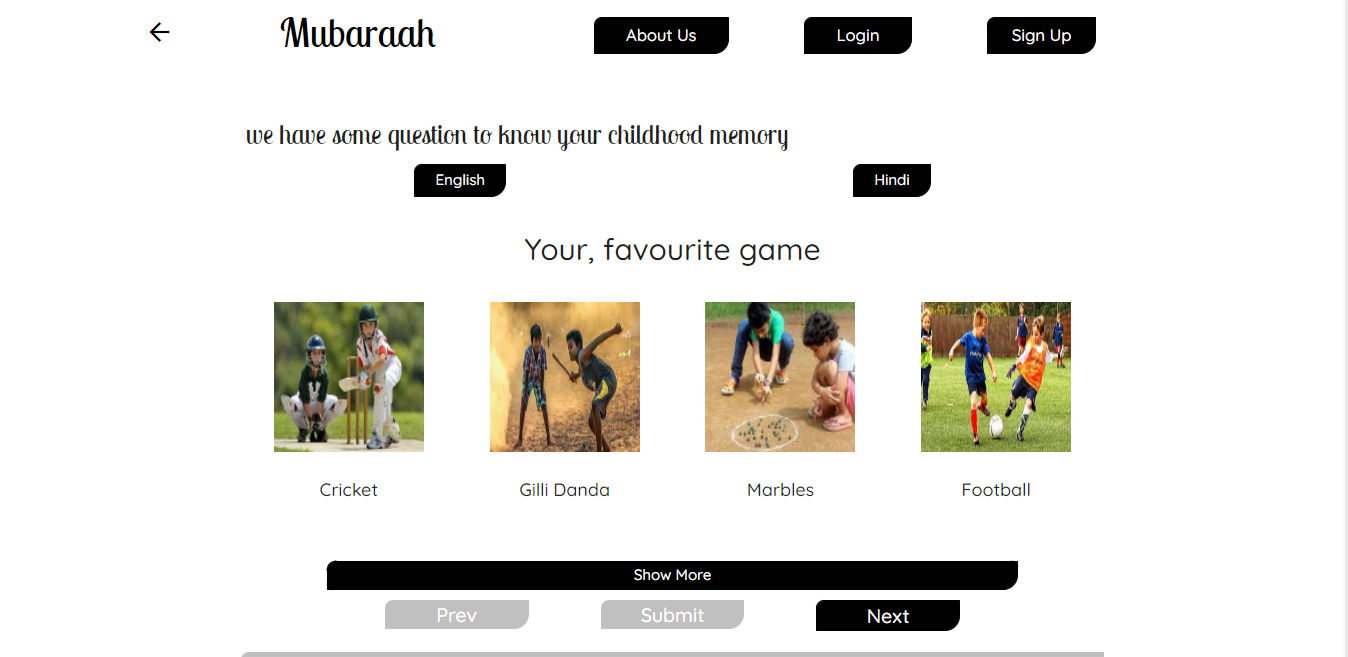 Mubaraah
About Us
Login
Sign Up
we have some question to know your childhood memory
English
Hindi
Your, favourite game
Cricket
Gilli Danda
Marbles
Football
Show More
Prev
Submit
Next